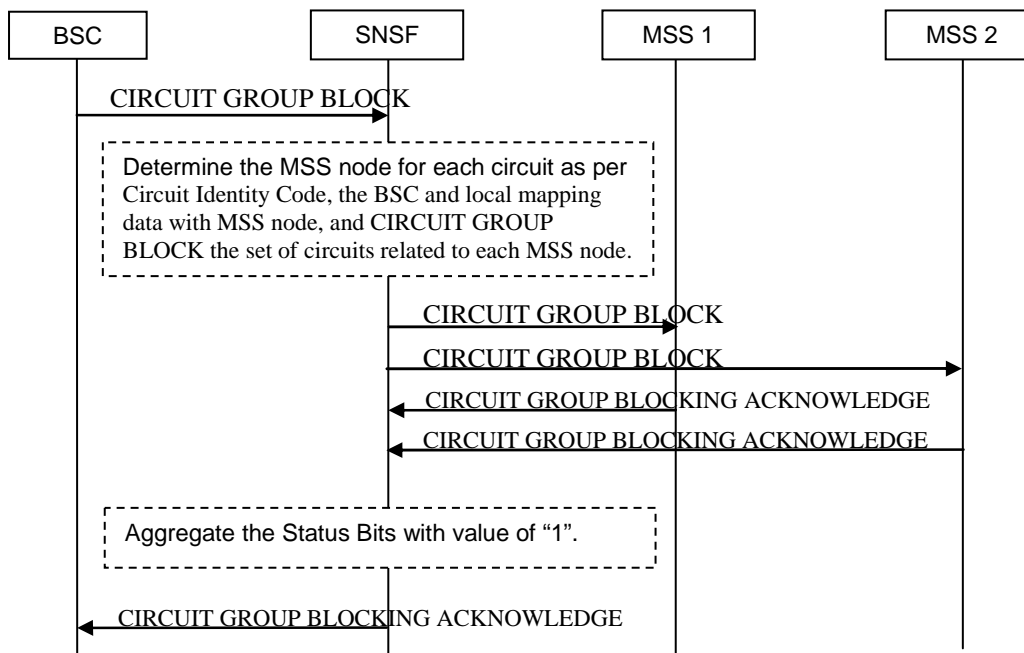 BSC
SNSF
MSS 1
MSS 2
CIRCUIT GROUP BLOCK
Determine the MSS node for each circuit as per
Circuit Identity Code, the BSC and local mapping
data with MSS node, and CIRCUIT GROUP
BLOCK the set of circuits related to each MSS node.
CIRCUIT GROUP BLOCK
CIRCUIT GROUP BLOCK
CIRCUIT GROUP BLOCKING ACKNOWLEDGE
CIRCUIT GROUP BLOCKING ACKNOWLEDGE
Aggregate the Status Bits with value of “1”.
CIRCUIT GROUP BLOCKING ACKNOWLEDGE